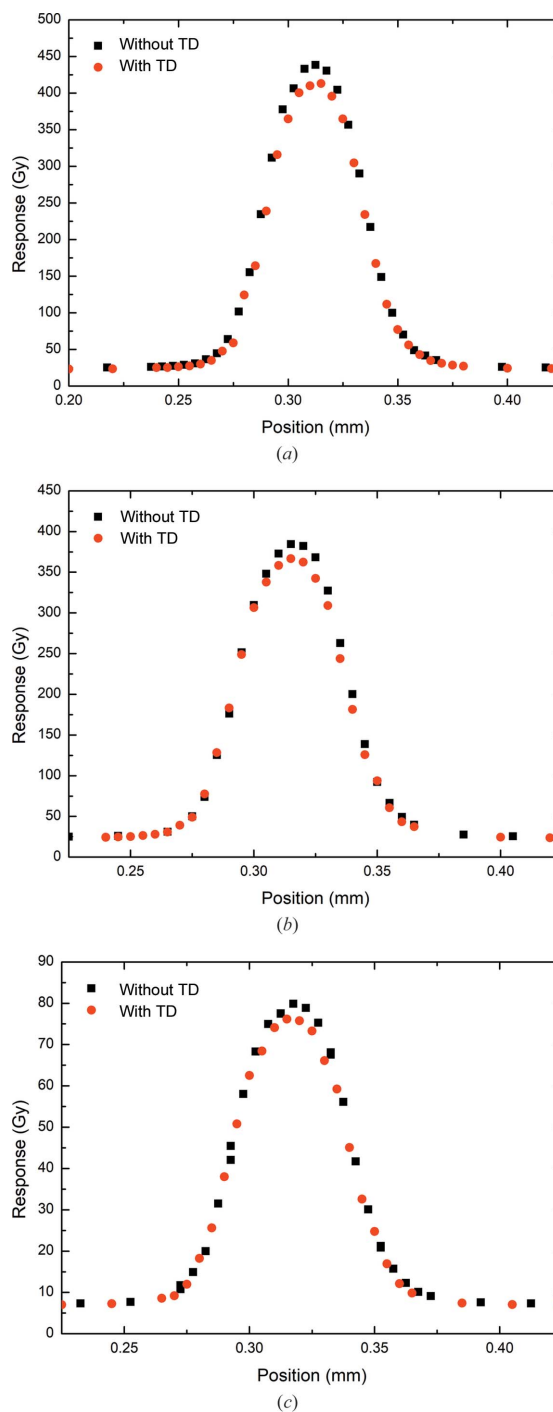 500
450
400
350
300
250
200
150
100
50
0
Response (Gy)
Without TD
With TD
0.20 0.25 0.30 0.35 0.40
Position (mm)
(a)
450
400
350
300
250
200
150
100
50
0
Response (Gy)
Without TD
With TD
0.25 0.30 0.35 0.40
Position (mm)
(b)
90
80
70
60
50
40
30
20
10
0
Response (Gy)
Without TD
With TD
0.25 0.30 0.35 0.40
Position (mm)
(c)